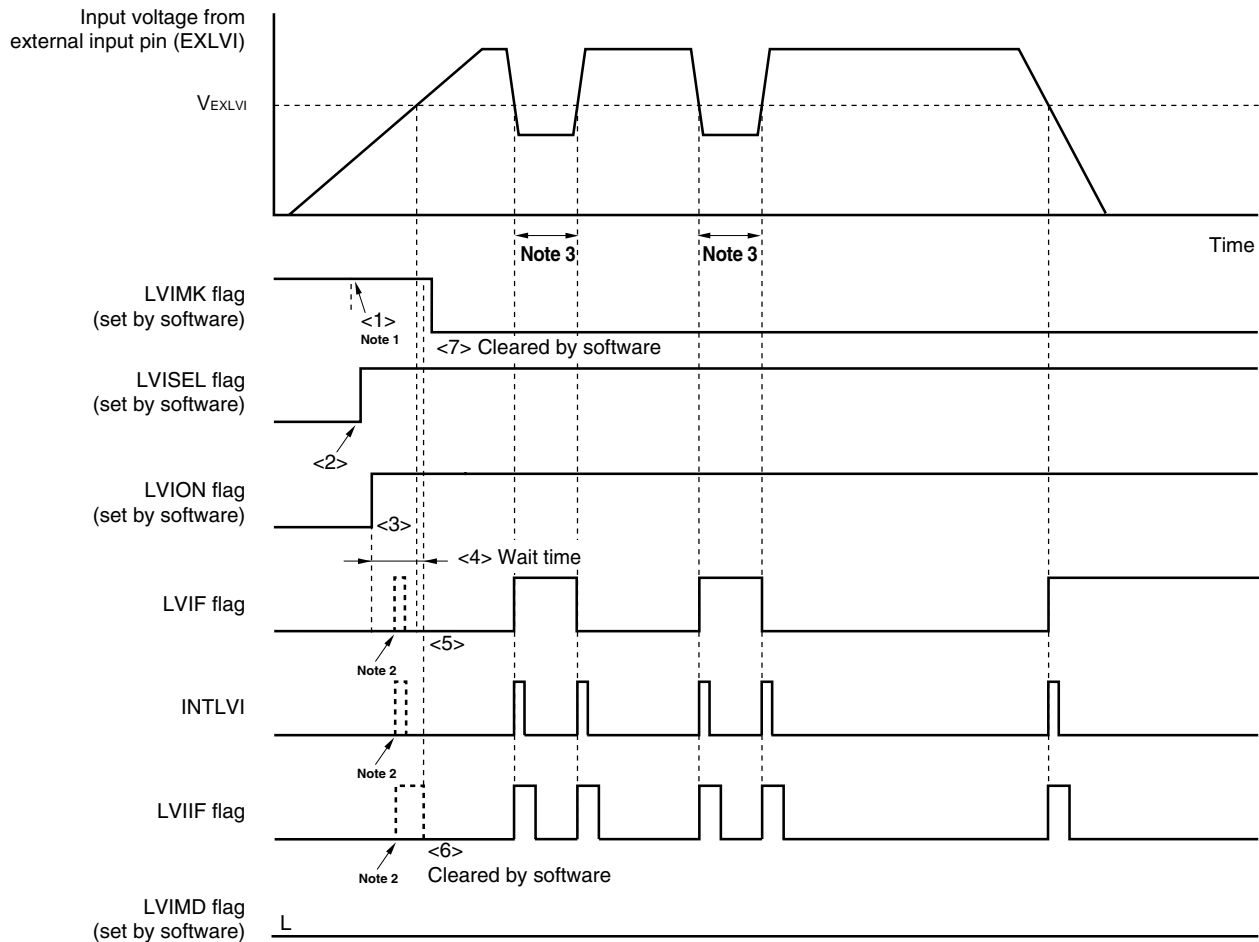 Input voltage from
external input pin (EXLVI)
VEXLVI
Time
Note 3
Note 3
LVIMK flag
(set by software)
<1>
Note 1
<7> Cleared by software
LVISEL flag
(set by software)
<2>
LVION flag
(set by software)
<3>
<4> Wait time
LVIF flag
<5>
Note 2
INTLVI
Note 2
LVIIF flag
<6>
Note 2
Cleared by software
LVIMD flag
(set by software)
L